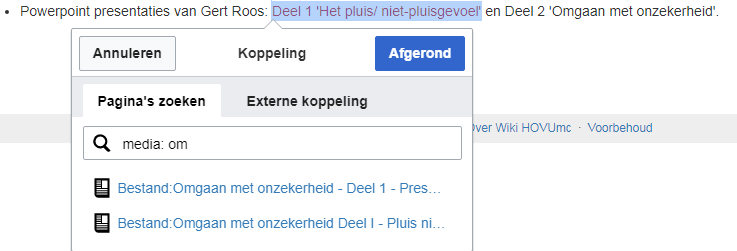 • Powerpoint presentaties van Gert Roos: Deel 1 'Het pluis/ niet-pluisgevoel' en Deel 2 'Omgaan met onzekerheid'.
Annuleren Koppeling Afgerond
Pagina's zoeken Externe koppeling
media: om
Over Wiki HOVUmc · Voorbehoud
Bestand:Omgaan met onzekerheid - Deel 1 - Pres...
Bestand:Omgaan met onzekerheid Deel I - Pluis ni...